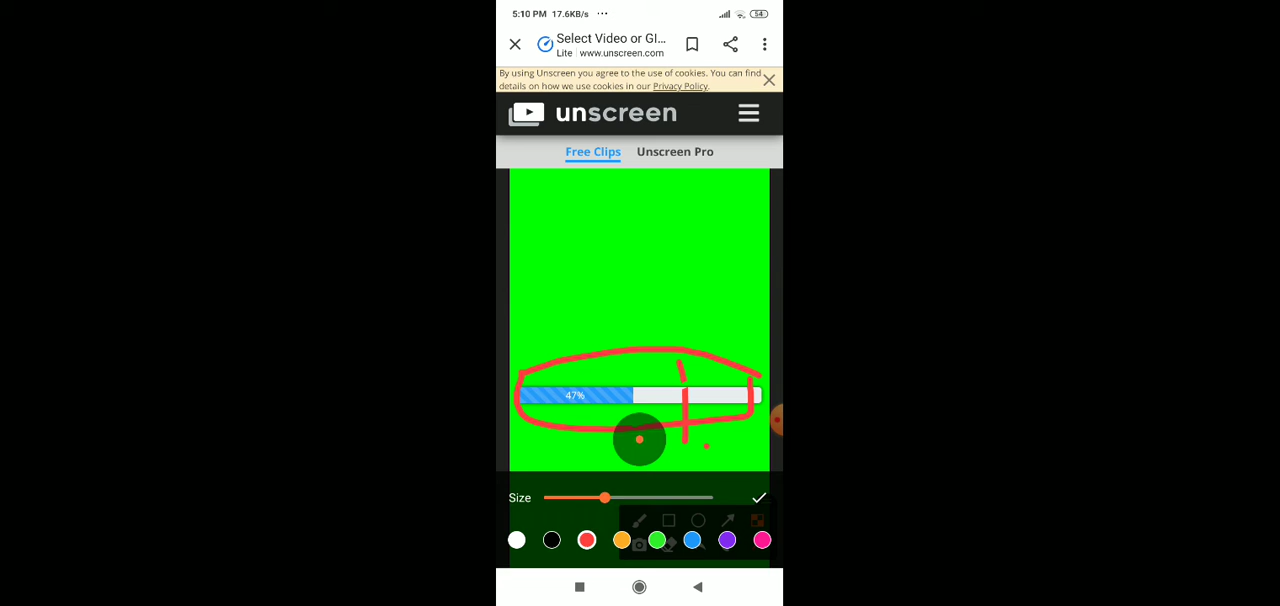 5:10 PM 17.6KB/s ...
54
Select Video or GI...
Lite www.unscreen.com
By using Unscreen you agree to the use of cookies. You can find
details on how we use cookies in our Privacy Policy.
unscreen
Free Clips Unscreen Pro
47%
Size